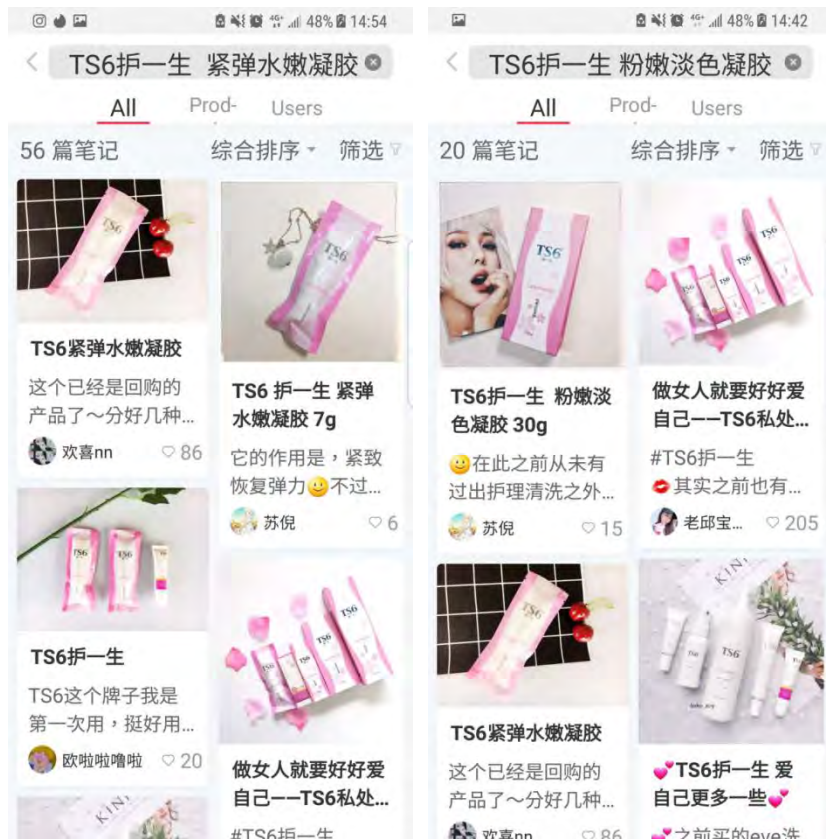 48% 14:54
TS6护一生 紧弹水嫩凝胶
All Prod- Users
56 篇笔记 综合排序 筛选
TS6
TS6紧弹水嫩凝胶
这个已经是回购的
产品了～分好几种...
欢喜nn 86
TS6
TS6护一生
TS6这个牌子我是
第一次用，挺好用...
欧啦啦噜啦 20
KIN
TS6
TS6 护一生 紧弹
水嫩凝胶 7g
它的作用是，紧致
恢复弹力🙂不过...
苏倪 6
TS6
做女人就要好好爱
自己——TS6私处...
#TS6护一生
48% 14:42
TS6护一生 粉嫩淡色凝胶
All Prod- Users
20 篇笔记 综合排序 筛选
TS6
TS6护一生 粉嫩淡
色凝胶 30g
🙂在此之前从未有
过出护理清洗之外...
苏倪 15
TS6
TS6紧弹水嫩凝胶
这个已经是回购的
产品了～分好几种...
欢喜nn 86
TS6
做女人就要好好爱
自己——TS6私处...
#TS6护一生
💋其实之前也有...
老邱宝... 205
KIN
TS6
💕TS6护一生 爱
自己更多一些💕
💕之前买的eve洗